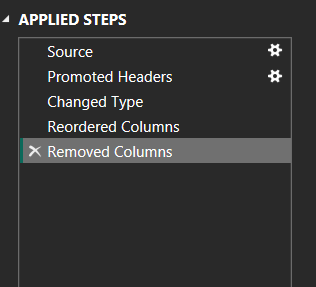 APPLIED STEPS
Source
Promoted Headers
Changed Type
Reordered Columns
Removed Columns